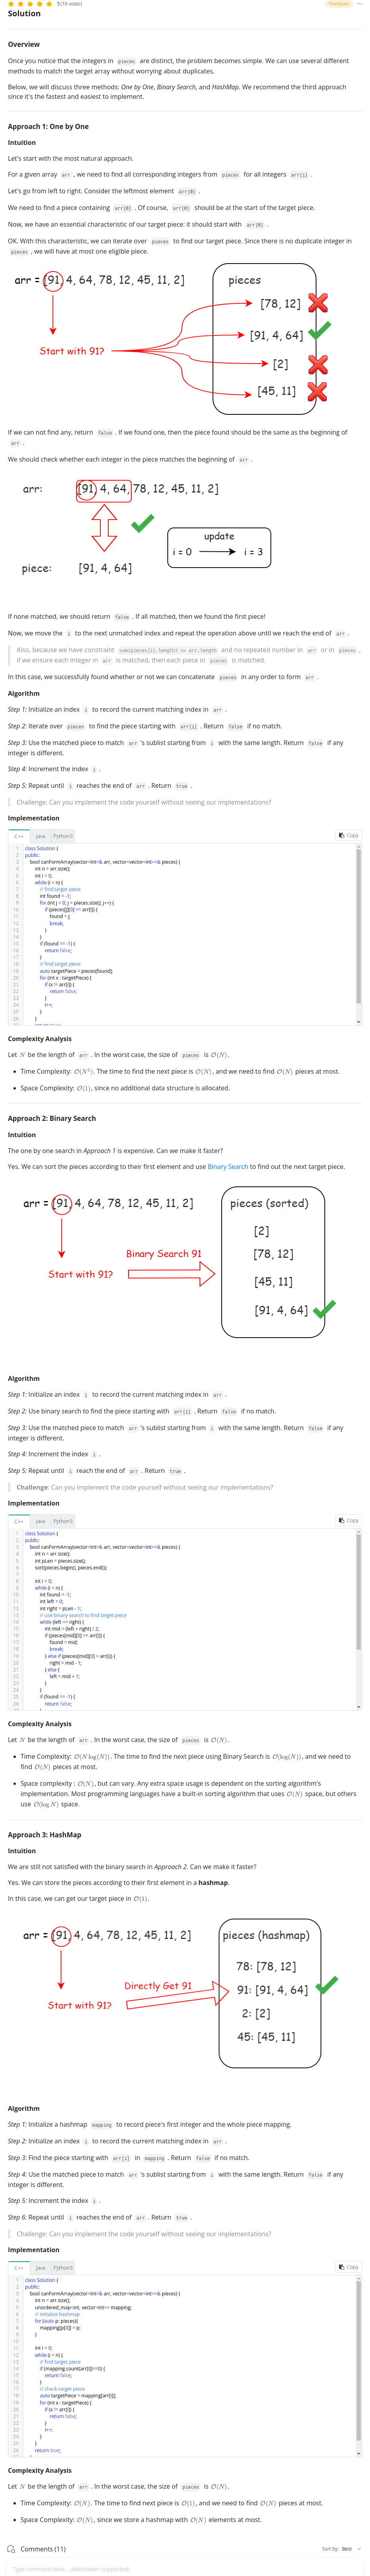 5 (18 votes)
Premium
Solution
Overview
Once you notice that the integers in pieces are distinct, the problem becomes simple. We can use several different
methods to match the target array without worrying about duplicates.
Below, we will discuss three methods: One by One, Binary Search, and HashMap. We recommend the third approach
since it's the fastest and easiest to implement.
Approach 1: One by One
Intuition
Let's start with the most natural approach.
For a given array arr , we need to find all corresponding integers from pieces for all integers arr[i] .
Let's go from left to right. Consider the leftmost element arr[0] .
We need to find a piece containing arr[0] . Of course, arr[0] should be at the start of the target piece.
Now, we have an essential characteristic of our target piece: it should start with arr[0] .
OK. With this characteristic, we can iterate over pieces to find our target piece. Since there is no duplicate integer in
pieces , we will have at most one eligible piece.
arr = [91, 4, 64, 78, 12, 45, 11, 2]
pieces
[78, 12]
[91, 4, 64]
[2]
[45, 11]
Start with 91?
If we can not find any, return false . If we found one, then the piece found should be the same as the beginning of
arr .
We should check whether each integer in the piece matches the beginning of arr .
arr: [91, 4, 64, 78, 12, 45, 11, 2]
update
i = 0 i = 3
piece: [91, 4, 64]
If none matched, we should return false . If all matched, then we found the first piece!
Now, we move the i to the next unmatched index and repeat the operation above until we reach the end of arr .
Also, because we have constraint sum(pieces[i].length) == arr.length and no repeated number in arr or in pieces ,
if we ensure each integer in arr is matched, then each piece in pieces is matched.
In this case, we successfully found whether or not we can concatenate pieces in any order to form arr .
Algorithm
Step 1: Initialize an index i to record the current matching index in arr .
Step 2: Iterate over pieces to find the piece starting with arr[i] . Return false if no match.
Step 3: Use the matched piece to match arr 's sublist starting from i with the same length. Return false if any
integer is different.
Step 4: Increment the index i .
Step 5: Repeat until i reaches the end of arr . Return true .
Challenge: Can you implement the code yourself without seeing our implementations?
Implementation
C++ Java Python3 Copy
1 class Solution {
2 public:
3 bool canFormArray(vector<int>& arr, vector<vector<int>>& pieces) {
4 int n = arr.size();
5 int i = 0;
6 while (i < n) {
7 // find target piece
8 int found = -1;
9 for (int j = 0; j < pieces.size(); j++) {
10 if (pieces[j][0] == arr[i]) {
11 found = j;
12 break;
13 }
14 }
15 if (found == -1) {
16 return false;
17 }
18 // find target piece
19 auto targetPiece = pieces[found];
20 for (int x : targetPiece) {
21 if (x != arr[i]) {
22 return false;
23 }
24 i++;
25 }
26 }
27 return true;
Complexity Analysis
Let N be the length of arr . In the worst case, the size of pieces is O(N).
Time Complexity: O(N²). The time to find the next piece is O(N), and we need to find O(N) pieces at most.
Space Complexity: O(1), since no additional data structure is allocated.
Approach 2: Binary Search
Intuition
The one by one search in Approach 1 is expensive. Can we make it faster?
Yes. We can sort the pieces according to their first element and use Binary Search to find out the next target piece.
arr = [91, 4, 64, 78, 12, 45, 11, 2]
pieces (sorted)
[2]
[78, 12]
[45, 11]
[91, 4, 64]
Binary Search 91
Start with 91?
Algorithm
Step 1: Initialize an index i to record the current matching index in arr .
Step 2: Use binary search to find the piece starting with arr[i] . Return false if no match.
Step 3: Use the matched piece to match arr 's sublist starting from i with the same length. Return false if any
integer is different.
Step 4: Increment the index i .
Step 5: Repeat until i reach the end of arr . Return true .
Challenge: Can you implement the code yourself without seeing our implementations?
Implementation
C++ Java Python3 Copy
1 class Solution {
2 public:
3 bool canFormArray(vector<int>& arr, vector<vector<int>>& pieces) {
4 int n = arr.size();
5 int pLen = pieces.size();
6 sort(pieces.begin(), pieces.end());
7
8 int i = 0;
9 while (i < n) {
10 int found = -1;
11 int left = 0;
12 int right = pLen - 1;
13 // use binary search to find target piece
14 while (left <= right) {
15 int mid = (left + right) / 2;
16 if (pieces[mid][0] == arr[i]) {
17 found = mid;
18 break;
19 } else if (pieces[mid][0] > arr[i]) {
20 right = mid - 1;
21 } else {
22 left = mid + 1;
23 }
24 }
25 if (found == -1) {
26 return false;
Complexity Analysis
Let N be the length of arr . In the worst case, the size of pieces is O(N).
Time Complexity: O(N log(N)). The time to find the next piece using Binary Search is O(log(N)), and we need to
find O(N) pieces at most.
Space complexity : O(N), but can vary. Any extra space usage is dependent on the sorting algorithm's
implementation. Most programming languages have a built-in sorting algorithm that uses O(N) space, but others
use O(log N) space.
Approach 3: HashMap
Intuition
We are still not satisfied with the binary search in Approach 2. Can we make it faster?
Yes. We can store the pieces according to their first element in a hashmap.
In this case, we can get our target piece in O(1).
arr = [91, 4, 64, 78, 12, 45, 11, 2]
pieces (hashmap)
78: [78, 12]
91: [91, 4, 64]
2: [2]
45: [45, 11]
Directly Get 91
Start with 91?
Algorithm
Step 1: Initialize a hashmap mapping to record piece's first integer and the whole piece mapping.
Step 2: Initialize an index i to record the current matching index in arr .
Step 3: Find the piece starting with arr[i] in mapping . Return false if no match.
Step 4: Use the matched piece to match arr 's sublist starting from i with the same length. Return false if any
integer is different.
Step 5: Increment the index i .
Step 6: Repeat until i reaches the end of arr . Return true .
Challenge: Can you implement the code yourself without seeing our implementations?
Implementation
C++ Java Python3 Copy
1 class Solution {
2 public:
3 bool canFormArray(vector<int>& arr, vector<vector<int>>& pieces) {
4 int n = arr.size();
5 unordered_map<int, vector<int>> mapping;
6 // initialize hashmap
7 for (auto p: pieces){
8 mapping[p[0]] = p;
9 }
10
11 int i = 0;
12 while (i < n) {
13 // find target piece
14 if (mapping.count(arr[i])==0) {
15 return false;
16 }
17 // check target piece
18 auto targetPiece = mapping[arr[i]];
19 for (int x : targetPiece) {
20 if (x != arr[i]) {
21 return false;
22 }
23 i++;
24 }
25 }
26 return true;
Complexity Analysis
Let N be the length of arr . In the worst case, the size of pieces is O(N).
Time Complexity: O(N). The time to find next piece is O(1), and we need to find O(N) pieces at most.
Space Complexity: O(N), since we store a hashmap with O(N) elements at most.
Comments (11)
Sort by: Best
Type comment here... (Markdown supported)